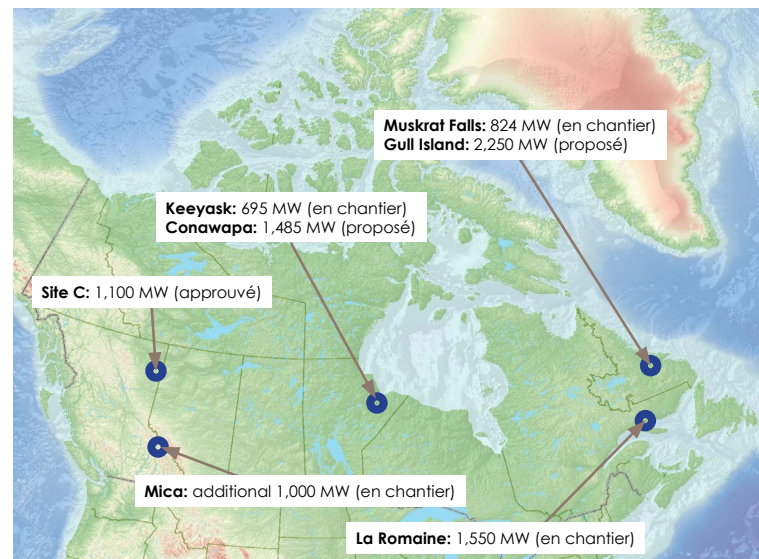 Muskrat Falls: 824 MW (en chantier)
Gull Island: 2,250 MW (proposé)
Keeyask: 695 MW (en chantier)
Conawapa: 1,485 MW (proposé)
Site C: 1,100 MW (approuvé)
Mica: additional 1,000 MW (en chantier)
La Romaine: 1,550 MW (en chantier)